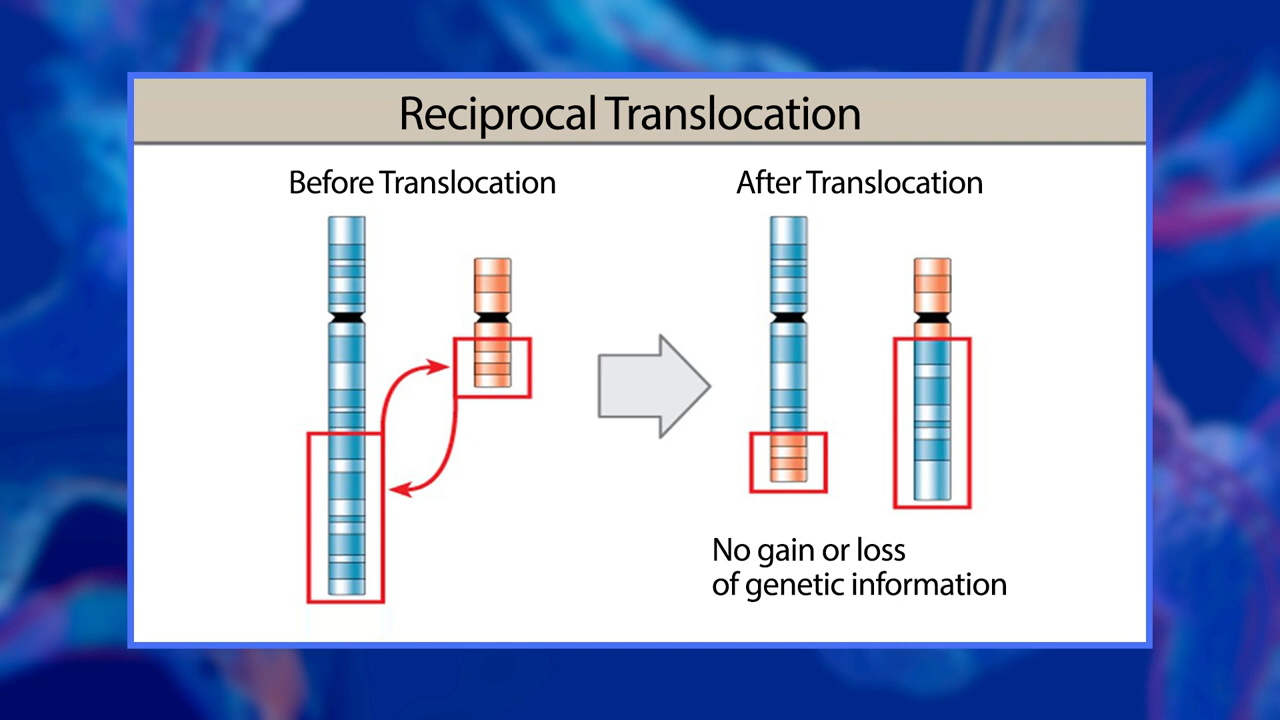 Reciprocal Translocation
Before Translocation
After Translocation
No gain or loss
of genetic information